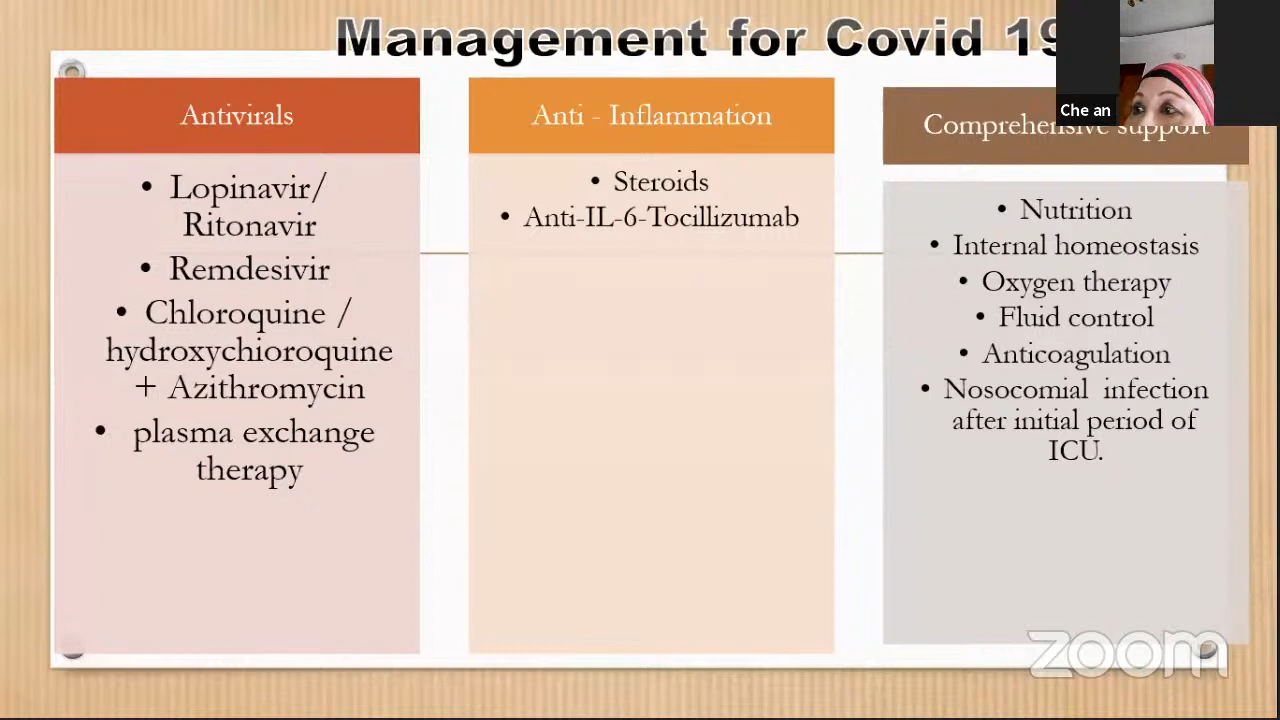 Management for Covid 19
Che an
Antivirals
• Lopinavir/
Ritonavir
• Remdesivir
• Chloroquine /
hydroxychioroquine
+ Azithromycin
• plasma exchange
therapy
Anti - Inflammation
• Steroids
• Anti-IL-6-Tocillizumab
Comprehensive support
• Nutrition
• Internal homeostasis
• Oxygen therapy
• Fluid control
• Anticoagulation
• Nosocomial infection
after initial period of
ICU.
zoom